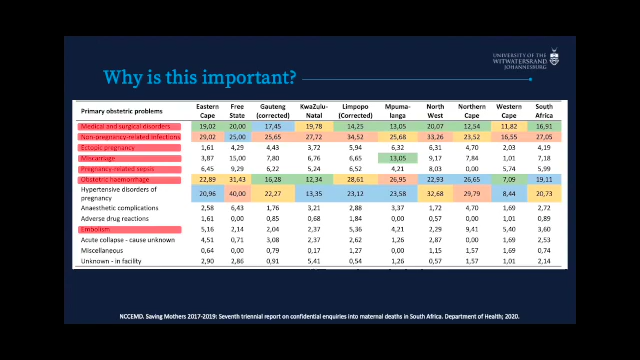 UNIVERSITY OF THE
WITWATERSRAND,
JOHANNESBURG
Why is this important?
Primary obstetric problems Eastern Cape Free State Gauteng (corrected) KwaZulu-Natal Limpopo (Corrected) Mpuma-langa North West Northern Cape Western Cape South Africa
Medical and surgical disorders 19,02 20,00 17,45 19,78 14,25 13,05 20,07 12,54 11,82 16,91
Non-pregnancy-related infections 29,02 25,00 25,65 27,72 34,52 25,68 33,26 23,52 16,55 27,05
Ectopic pregnancy 1,61 4,29 4,43 3,72 5,94 6,32 6,31 4,70 2,03 4,19
Miscarriage 3,87 15,00 7,80 6,76 6,65 13,05 9,17 7,84 1,01 7,18
Pregnancy-related sepsis 6,45 9,29 6,22 5,24 6,52 4,21 8,03 0,00 5,74 5,99
Obstetric haemorrhage 22,89 31,43 16,28 12,34 28,61 26,95 22,93 26,65 7,09 19,11
Hypertensive disorders of pregnancy 20,96 40,00 22,27 13,35 23,12 23,58 32,68 29,79 8,44 20,73
Anaesthetic complications 2,58 6,43 1,76 3,21 2,88 3,37 1,72 4,70 1,69 2,72
Adverse drug reactions 1,61 0,00 0,85 0,68 1,84 0,00 0,57 0,00 1,01 0,89
Embolism 5,16 2,14 2,04 2,37 5,36 4,21 2,29 9,41 5,40 3,60
Acute collapse - cause unknown 4,51 0,71 3,08 2,37 2,62 1,26 2,87 0,00 1,69 2,53
Miscellaneous 0,64 0,00 0,79 0,17 1,27 0,00 1,15 1,57 1,69 0,74
Unknown - in facility 2,90 2,86 0,91 5,41 0,54 1,26 0,57 1,57 1,01 2,14
NCCEMD. Saving Mothers 2017-2019: Seventh triennial report on confidential enquiries into maternal deaths in South Africa. Department of Health; 2020.